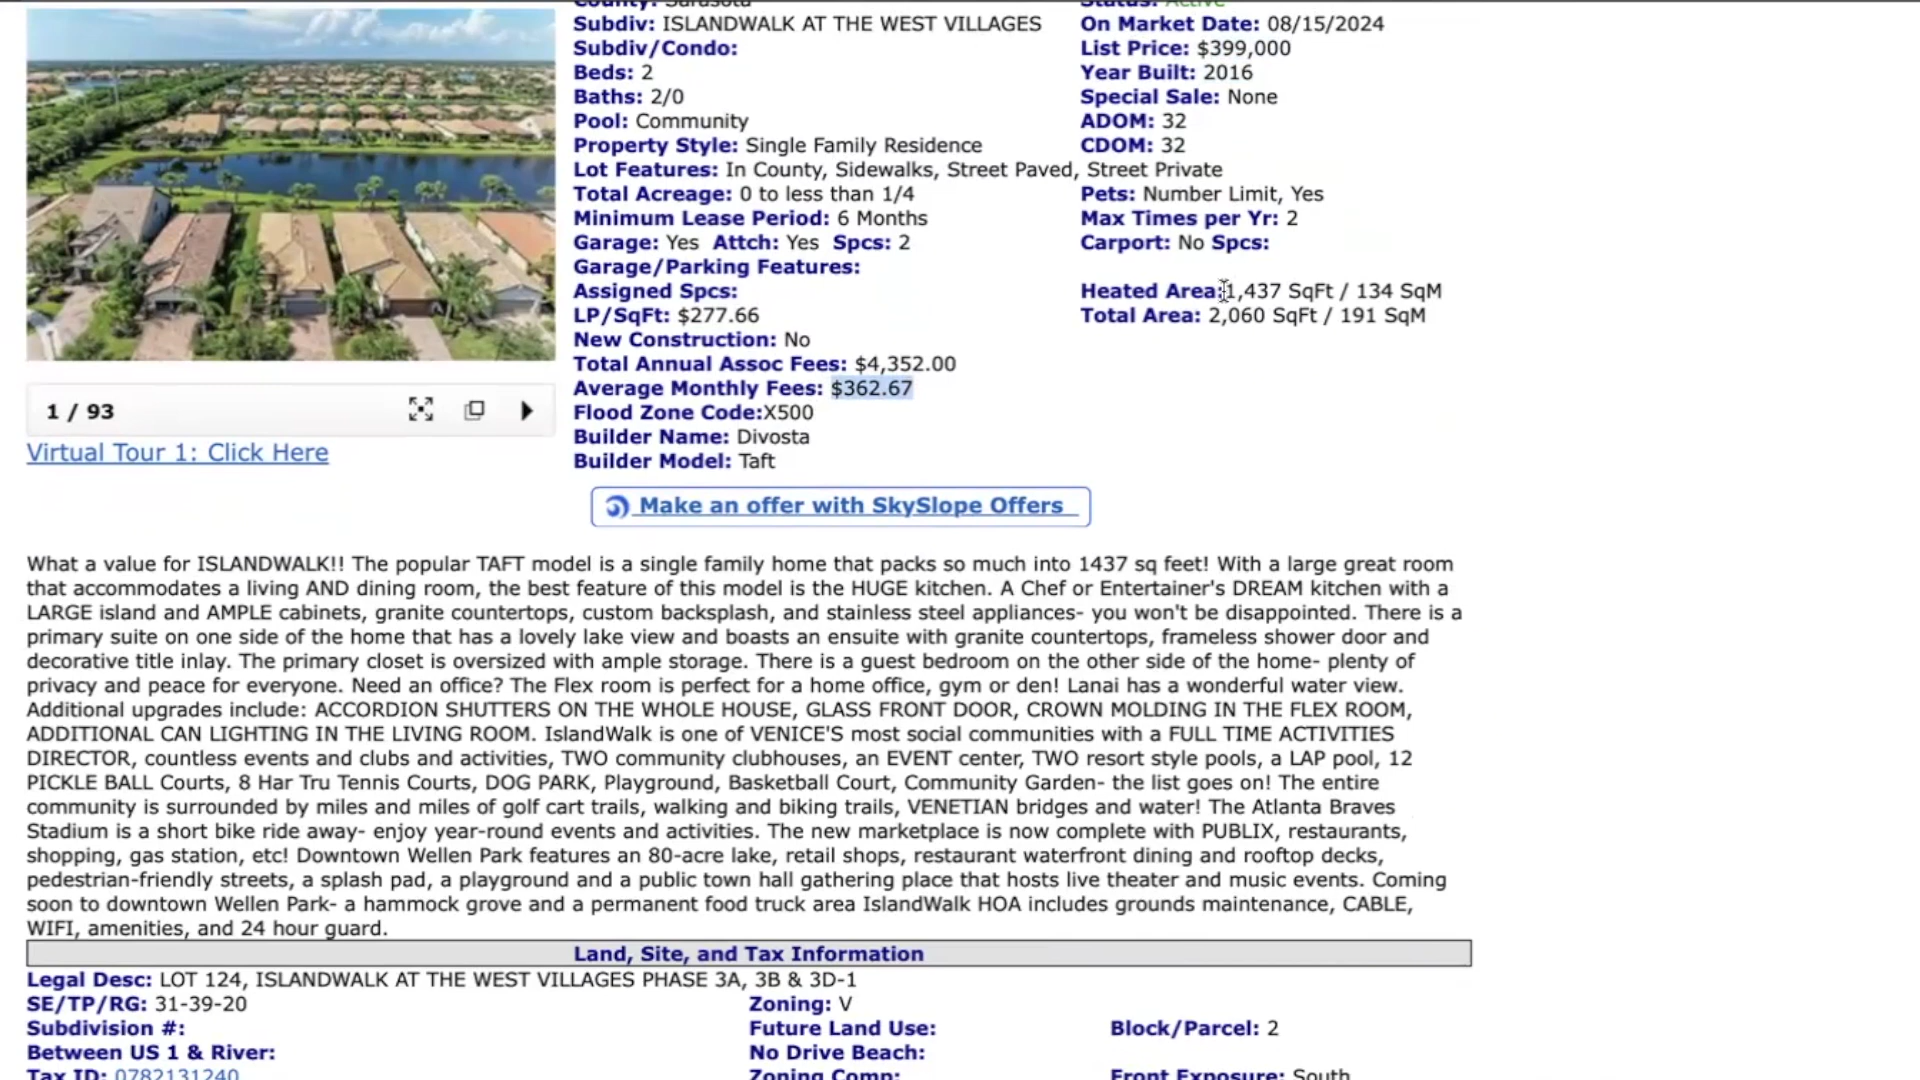 County: Sarasota
Status: Active
Subdiv: ISLANDWALK AT THE WEST VILLAGES
On Market Date: 08/15/2024
Subdiv/Condo:
List Price: $399,000
Beds: 2
Year Built: 2016
Baths: 2/0
Special Sale: None
Pool: Community
ADOM: 32
Property Style: Single Family Residence
CDOM: 32
Lot Features: In County, Sidewalks, Street Paved, Street Private
Total Acreage: 0 to less than 1/4
Pets: Number Limit, Yes
Minimum Lease Period: 6 Months
Max Times per Yr: 2
Garage: Yes Attch: Yes Spcs: 2
Carport: No Spcs:
Garage/Parking Features:
Assigned Spcs:
Heated Area: 1,437 SqFt / 134 SqM
LP/SqFt: $277.66
Total Area: 2,060 SqFt / 191 SqM
New Construction: No
Total Annual Assoc Fees: $4,352.00
Average Monthly Fees: $362.67
1 / 93
Flood Zone Code:X500
Builder Name: Divosta
Virtual Tour 1: Click Here
Builder Model: Taft
Make an offer with SkySlope Offers
What a value for ISLANDWALK!! The popular TAFT model is a single family home that packs so much into 1437 sq feet! With a large great room
that accommodates a living AND dining room, the best feature of this model is the HUGE kitchen. A Chef or Entertainer's DREAM kitchen with a
LARGE island and AMPLE cabinets, granite countertops, custom backsplash, and stainless steel appliances- you won't be disappointed. There is a
primary suite on one side of the home that has a lovely lake view and boasts an ensuite with granite countertops, frameless shower door and
decorative title inlay. The primary closet is oversized with ample storage. There is a guest bedroom on the other side of the home- plenty of
privacy and peace for everyone. Need an office? The Flex room is perfect for a home office, gym or den! Lanai has a wonderful water view.
Additional upgrades include: ACCORDION SHUTTERS ON THE WHOLE HOUSE, GLASS FRONT DOOR, CROWN MOLDING IN THE FLEX ROOM,
ADDITIONAL CAN LIGHTING IN THE LIVING ROOM. IslandWalk is one of VENICE'S most social communities with a FULL TIME ACTIVITIES
DIRECTOR, countless events and clubs and activities, TWO community clubhouses, an EVENT center, TWO resort style pools, a LAP pool, 12
PICKLE BALL Courts, 8 Har Tru Tennis Courts, DOG PARK, Playground, Basketball Court, Community Garden- the list goes on! The entire
community is surrounded by miles and miles of golf cart trails, walking and biking trails, VENETIAN bridges and water! The Atlanta Braves
Stadium is a short bike ride away- enjoy year-round events and activities. The new marketplace is now complete with PUBLIX, restaurants,
shopping, gas station, etc! Downtown Wellen Park features an 80-acre lake, retail shops, restaurant waterfront dining and rooftop decks,
pedestrian-friendly streets, a splash pad, a playground and a public town hall gathering place that hosts live theater and music events. Coming
soon to downtown Wellen Park- a hammock grove and a permanent food truck area IslandWalk HOA includes grounds maintenance, CABLE,
WIFI, amenities, and 24 hour guard.
Land, Site, and Tax Information
Legal Desc: LOT 124, ISLANDWALK AT THE WEST VILLAGES PHASE 3A, 3B & 3D-1
SE/TP/RG: 31-39-20
Zoning: V
Subdivision #:
Future Land Use:
Block/Parcel: 2
Between US 1 & River:
No Drive Beach:
Tax ID: 0782131240
Zoning Comp:
Front Exposure: South